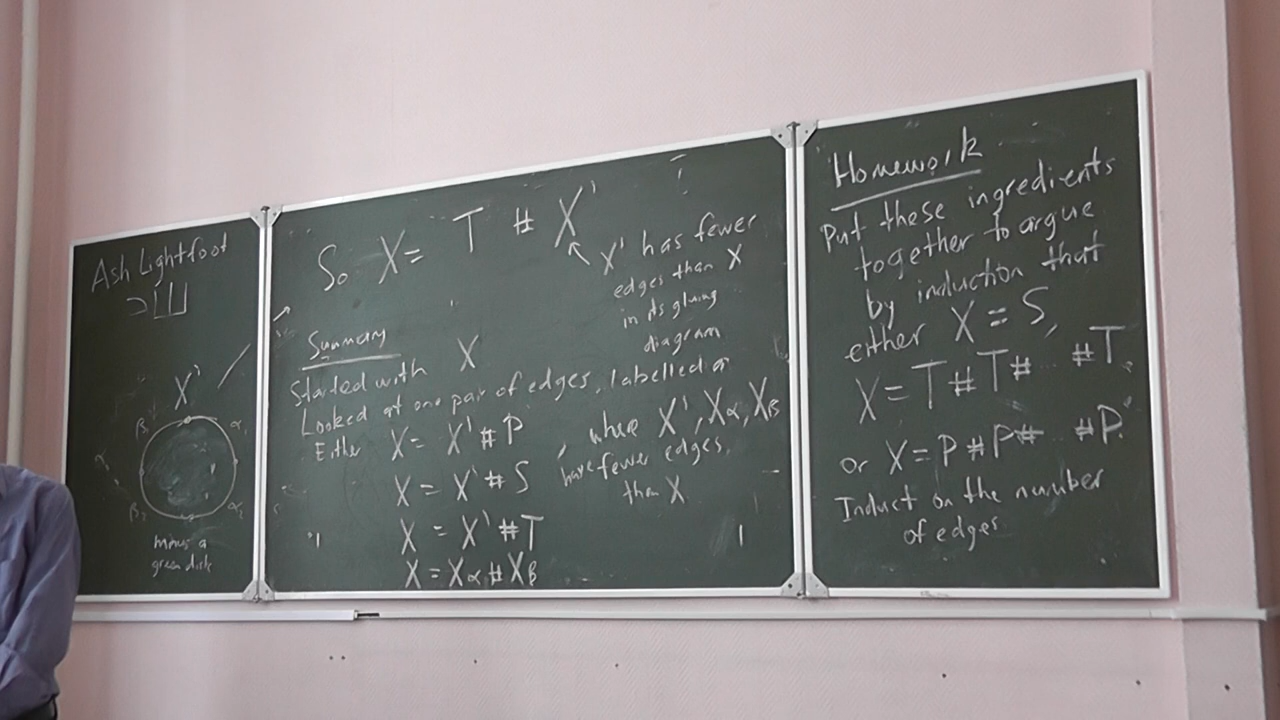 Ash Lightfoot
X'
β₁
α₁
β₂
α₂
minus a
green disk
So X = T # X'
X' has fewer
edges than X
in its gluing
diagram
Summary
Started with X
Looked at one pair of edges, labelled a
Either X = X' # P
X = X' # S
X = X' # T
X = Xα # Xβ
, where X', Xα, Xβ
have fewer edges,
than X
Homework
Put these ingredients
together to argue
by induction that
either X = S,
X = T # T # #T,
or X = P # P # #P.
Induct on the number
of edges